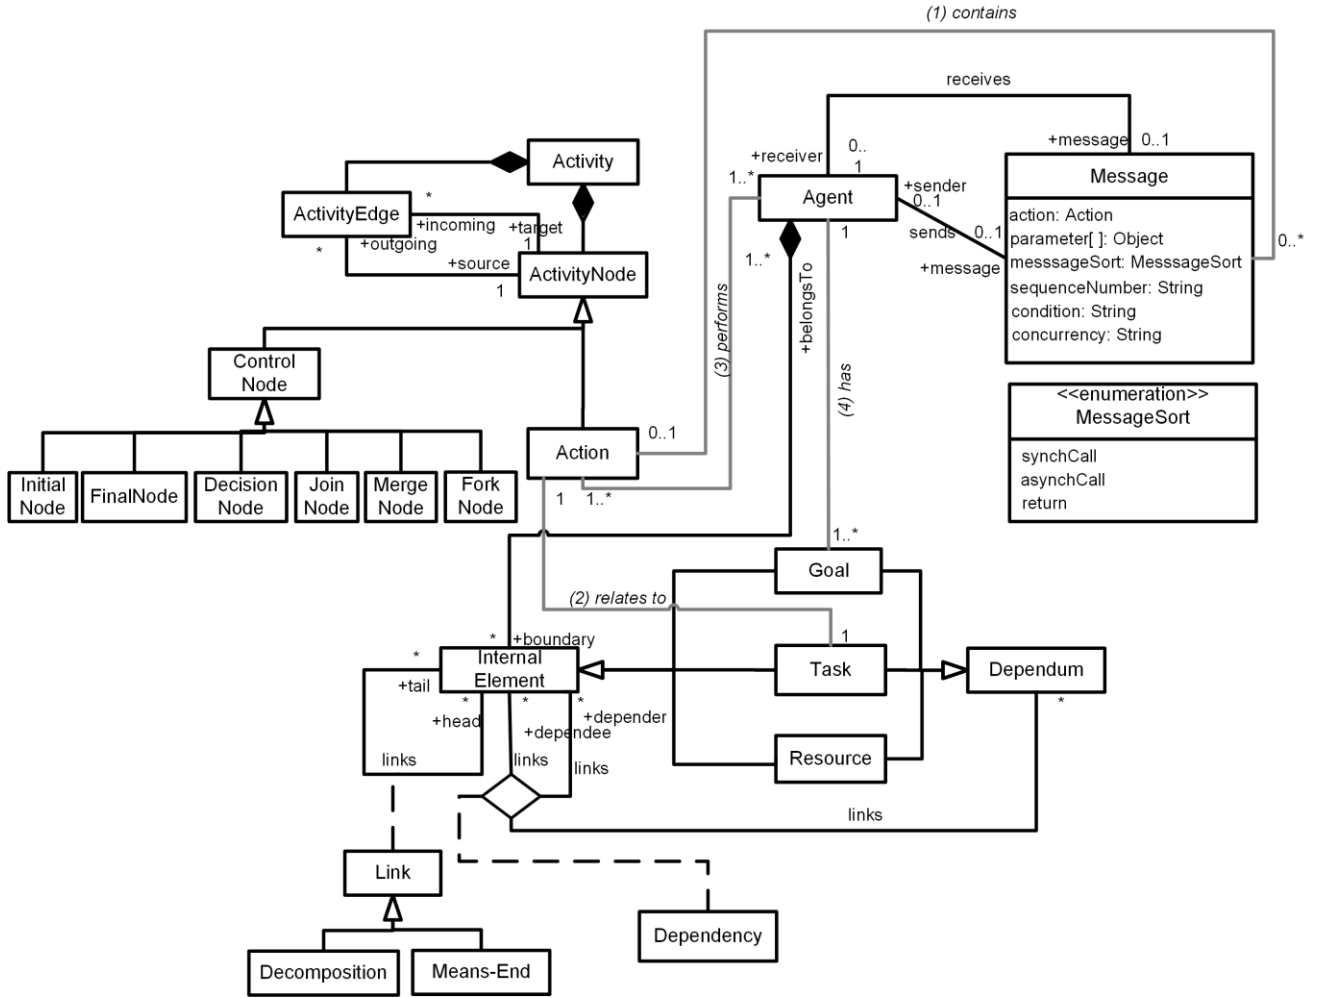 (1) contains
receives
+message 0..1
+receiver
0..
1
1..*
Agent
+sender
0..1
sends
0..1
+message
Message
action: Action
parameter[ ]: Object
messsageSort: MesssageSort
sequenceNumber: String
condition: String
concurrency: String
0..*
<<enumeration>>
MessageSort
synchCall
asynchCall
return
Activity
ActivityEdge
*
+incoming
+target
1
+outgoing
*
+source
1
ActivityNode
Control
Node
Initial
Node
FinalNode
Decision
Node
Join
Node
Merge
Node
Fork
Node
Action
0..1
1
1..*
(3) performs
1..*
+belongsTo
1
(4) has
1..*
Goal
(2) relates to
1
Task
Resource
Dependum
*
* +boundary
Internal
Element
*
+tail
*
+head
links
*
+dependee
links
*
+depender
links
links
Link
Decomposition
Means-End
Dependency